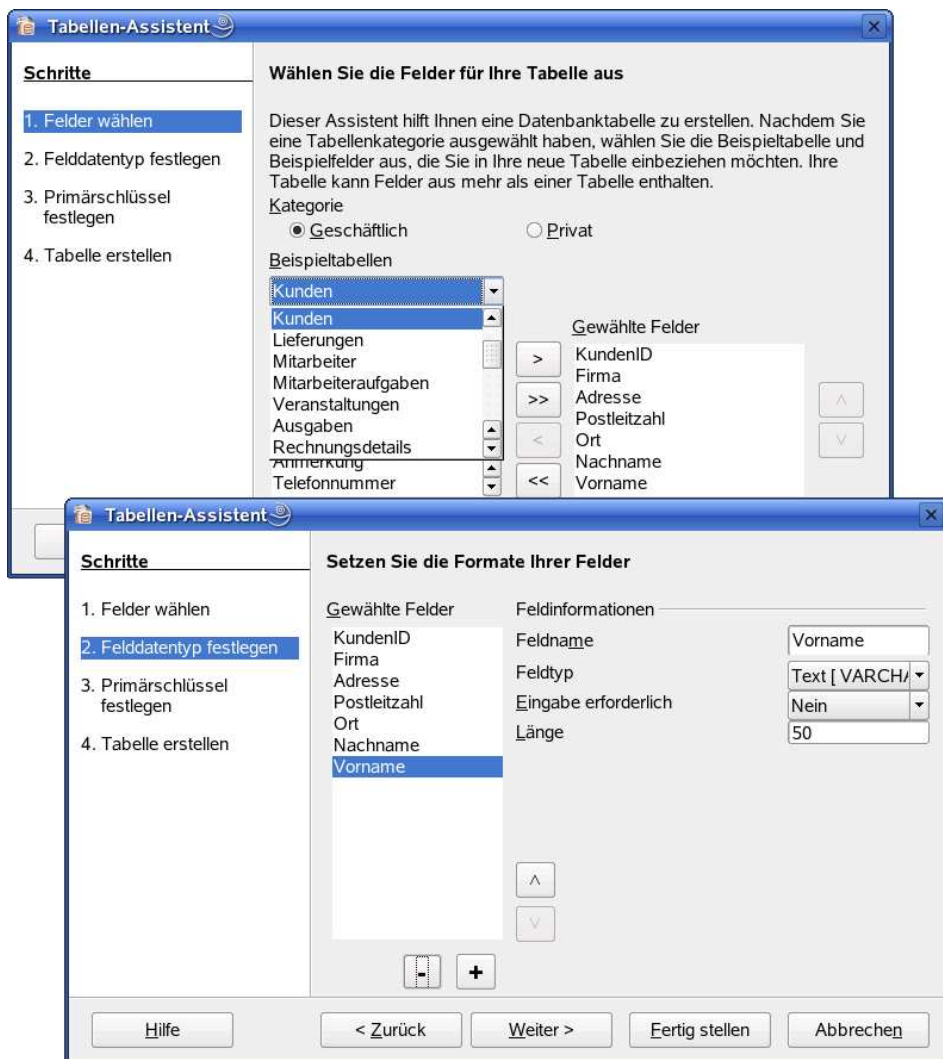 Tabellen-Assistent
Schritte
1. Felder wählen
2. Felddatentyp festlegen
3. Primärschlüssel
festlegen
4. Tabelle erstellen
Wählen Sie die Felder für Ihre Tabelle aus
Dieser Assistent hilft Ihnen eine Datenbanktabelle zu erstellen. Nachdem Sie
eine Tabellenkategorie ausgewählt haben, wählen Sie die Beispieltabelle und
Beispielfelder aus, die Sie in Ihre neue Tabelle einbeziehen möchten. Ihre
Tabelle kann Felder aus mehr als einer Tabelle enthalten.
Kategorie
Geschäftlich
Privat
Beispieltabellen
Kunden
Kunden
Lieferungen
Mitarbeiter
Mitarbeiteraufgaben
Veranstaltungen
Ausgaben
Rechnungsdetails
Anmerkung
Telefonnummer
>
>>
<
<<
Gewählte Felder
KundenID
Firma
Adresse
Postleitzahl
Ort
Nachname
Vorname
Tabellen-Assistent
Schritte
1. Felder wählen
2. Felddatentyp festlegen
3. Primärschlüssel
festlegen
4. Tabelle erstellen
Setzen Sie die Formate Ihrer Felder
Gewählte Felder
KundenID
Firma
Adresse
Postleitzahl
Ort
Nachname
Vorname
- +
Feldinformationen
Feldname Vorname
Feldtyp Text [ VARCHA
Eingabe erforderlich Nein
Länge 50
Hilfe < Zurück Weiter > Fertig stellen Abbrechen